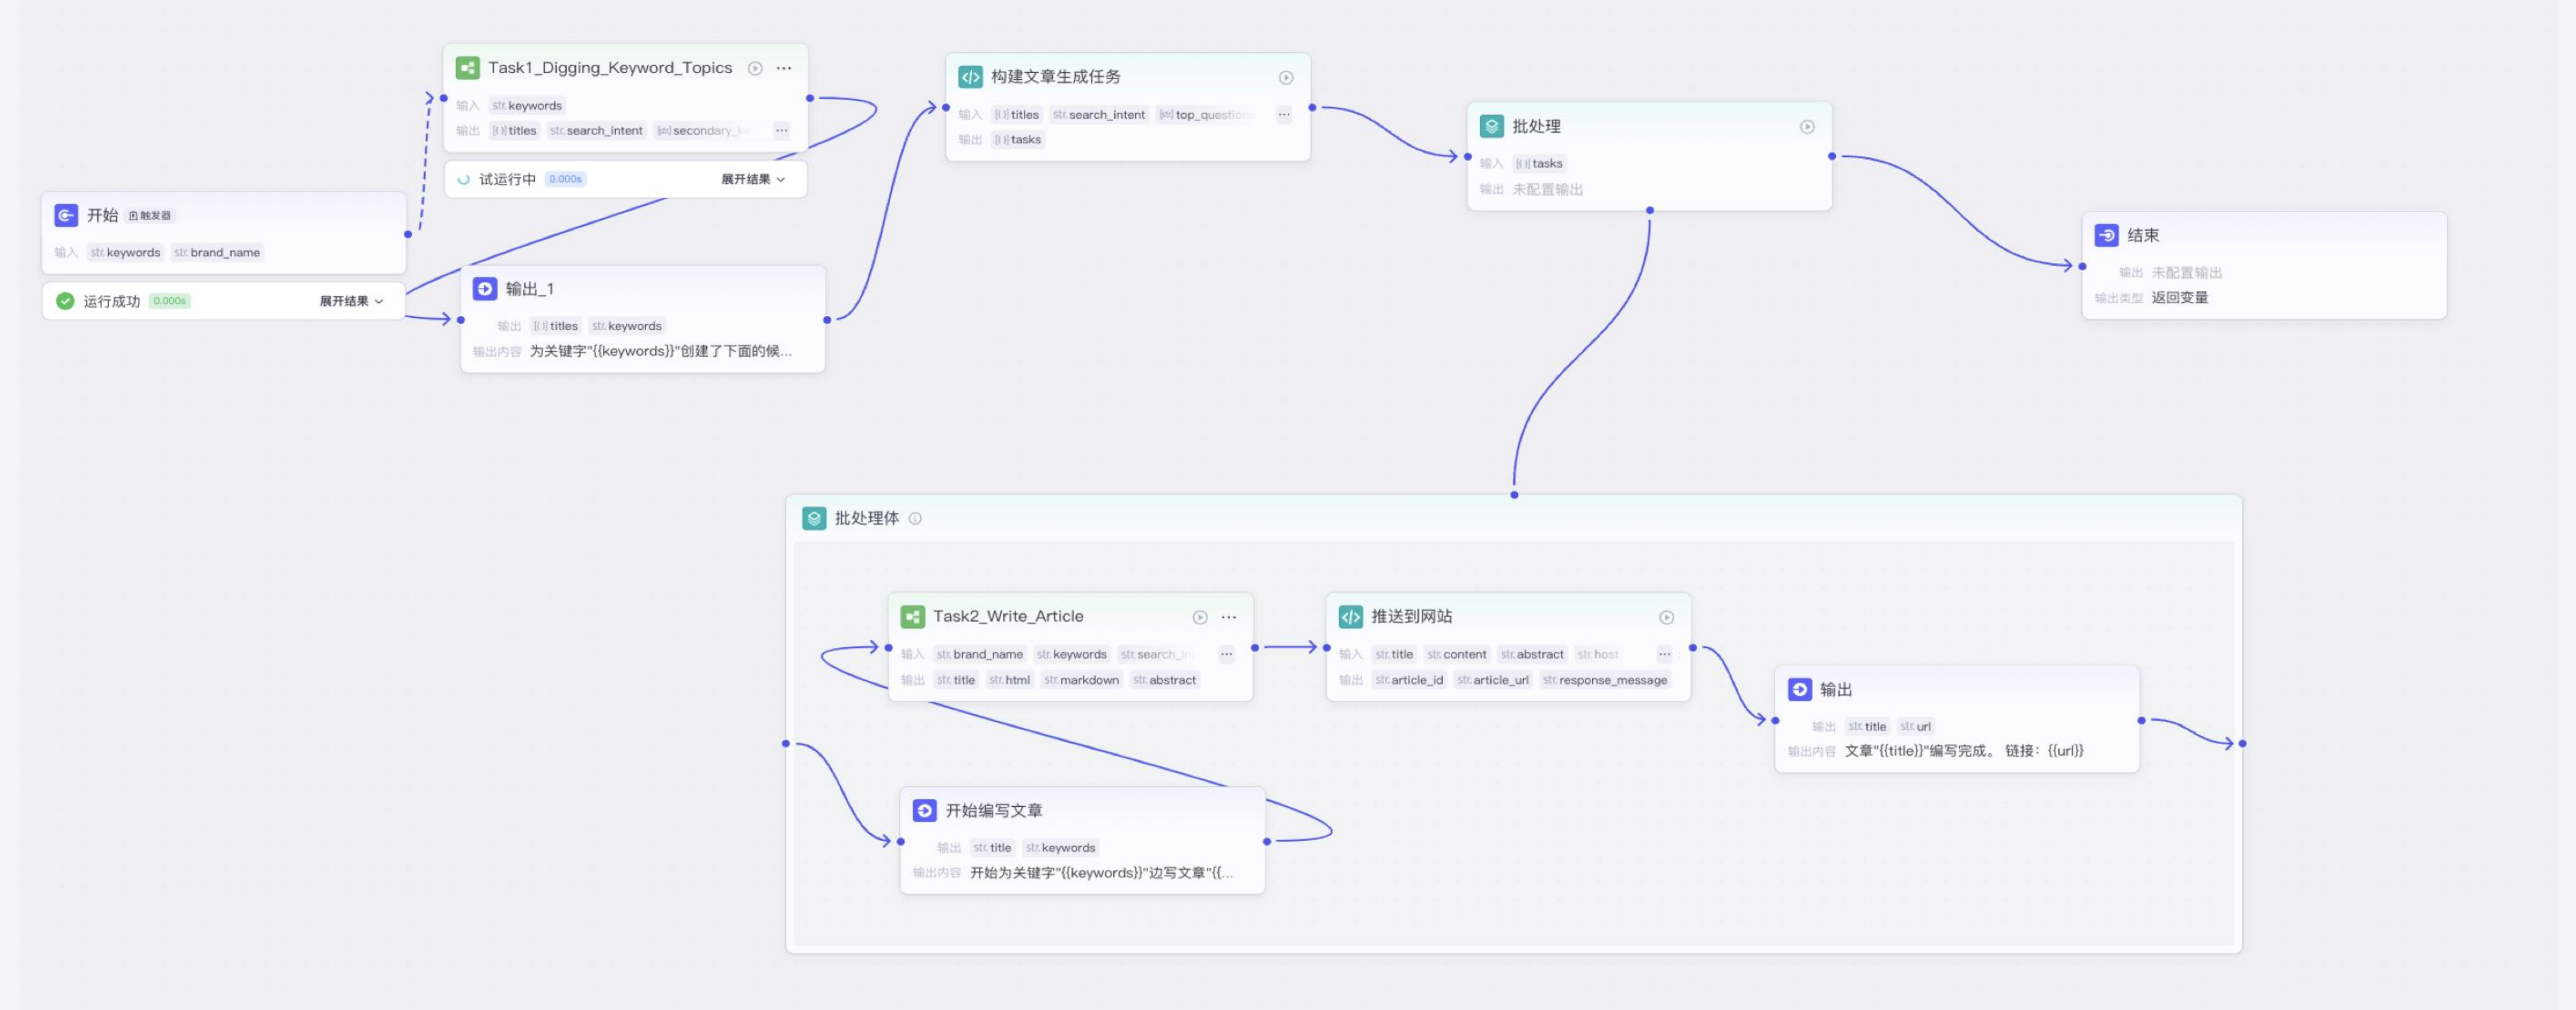 Task1_Digging_Keyword_Topics
输入 str.keywords
输出 [{}]titles str.search_intent secondary_k
试运行中 0.000s 展开结果
开始 触发器
输入 str.keywords str.brand_name
运行成功 0.000s 展开结果
输出_1
输出 [{}]titles str.keywords
输出内容 为关键字"{{keywords}}"创建了下面的候...
构建文章生成任务
输入 [{}]titles str.search_intent top_question
输出 [{}]tasks
批处理
输入 [{}]tasks
输出 未配置输出
结束
输出 未配置输出
输出类型 返回变量
批处理体
Task2_Write_Article
输入 str.brand_name str.keywords str.search_in
输出 str.title str.html str.markdown str.abstract
推送到网站
输入 str.title str.content str.abstract str.host
输出 str.article_id str.article_url str.response_message
输出
输出 str.title str.url
输出内容 文章"{{title}}"编写完成。 链接：{{url}}
开始编写文章
输出 str.title str.keywords
输出内容 开始为关键字"{{keywords}}"边写文章"{{...